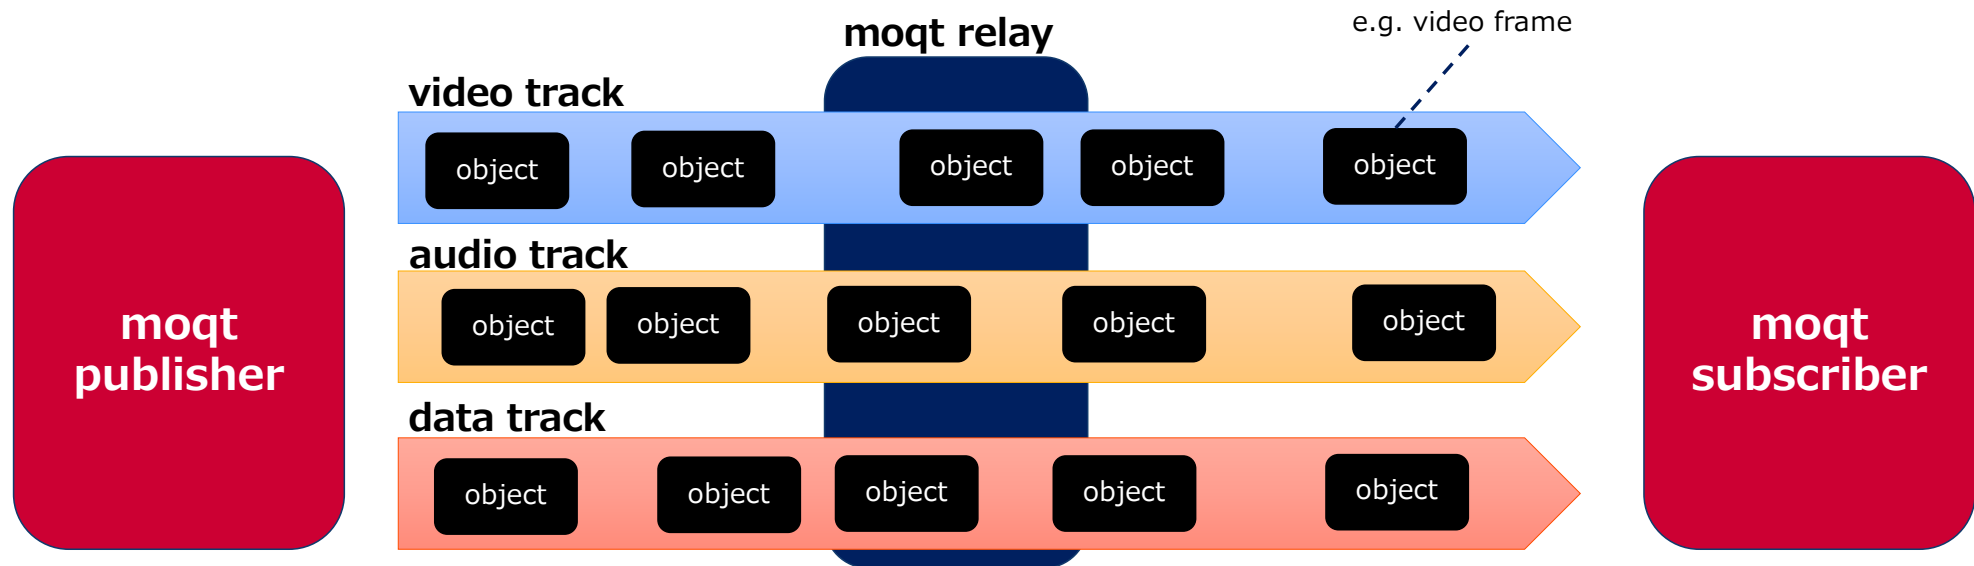 moqt relay
e.g. video frame
video track
object
object
object
object
object
audio track
object
object
object
object
object
data track
object
object
object
object
object
moqt
publisher
moqt
subscriber